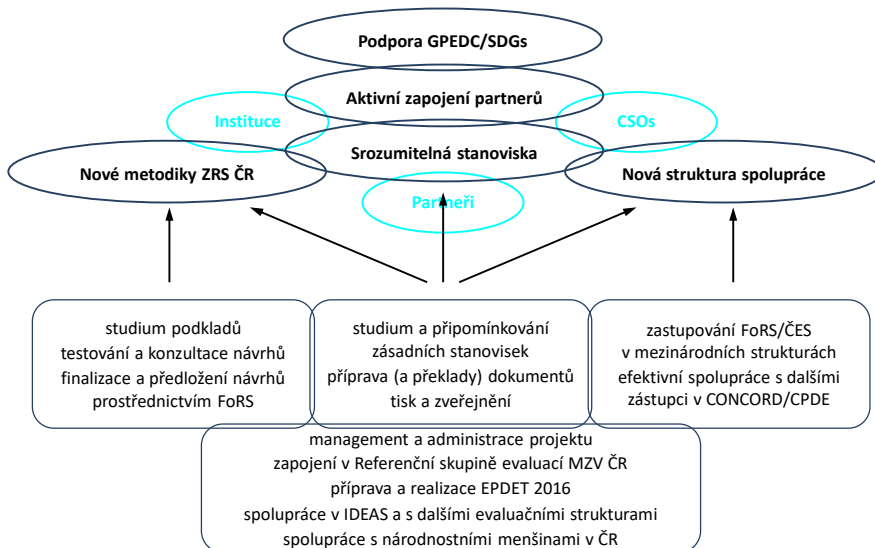 Podpora GPEDC/SDGs
Aktivní zapojení partnerů
Instituce
CSOs
Srozumitelná stanoviska
Nové metodiky ZRS ČR
Nová struktura spolupráce
Partneři
studium podkladů
testování a konzultace návrhů
finalizace a předložení návrhů
prostřednictvím FoRS
studium a připomínkování
zásadních stanovisek
příprava (a překlady) dokumentů
tisk a zveřejnění
zastupování FoRS/ČES
v mezinárodních strukturách
efektivní spolupráce s dalšími
zástupci v CONCORD/CPDE
management a administrace projektu
zapojení v Referenční skupině evaluací MZV ČR
příprava a realizace EPDET 2016
spolupráce v IDEAS a s dalšími evaluačními strukturami
spolupráce s národnostními menšinami v ČR